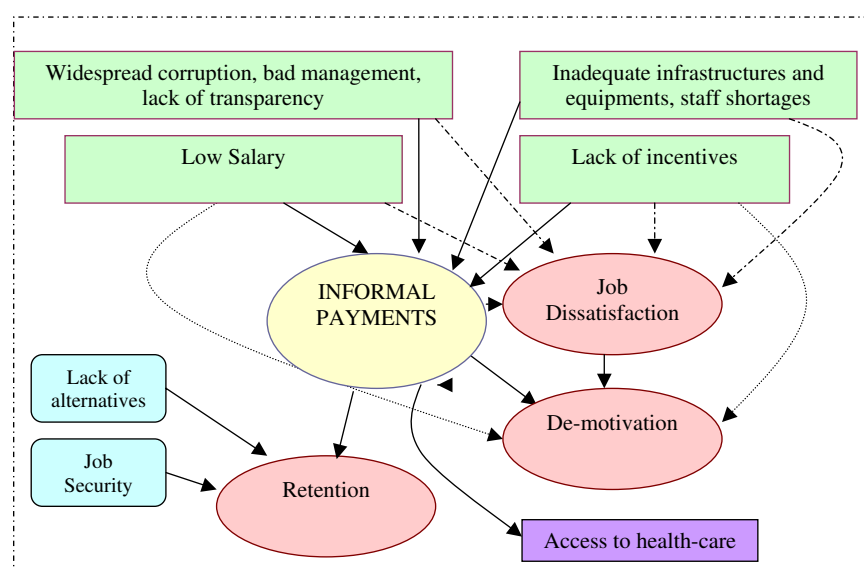 Widespread corruption, bad management,
lack of transparency
Inadequate infrastructures and
equipments, staff shortages
Low Salary
Lack of incentives
INFORMAL
PAYMENTS
Job
Dissatisfaction
Lack of
alternatives
De-motivation
Job
Security
Retention
Access to health-care